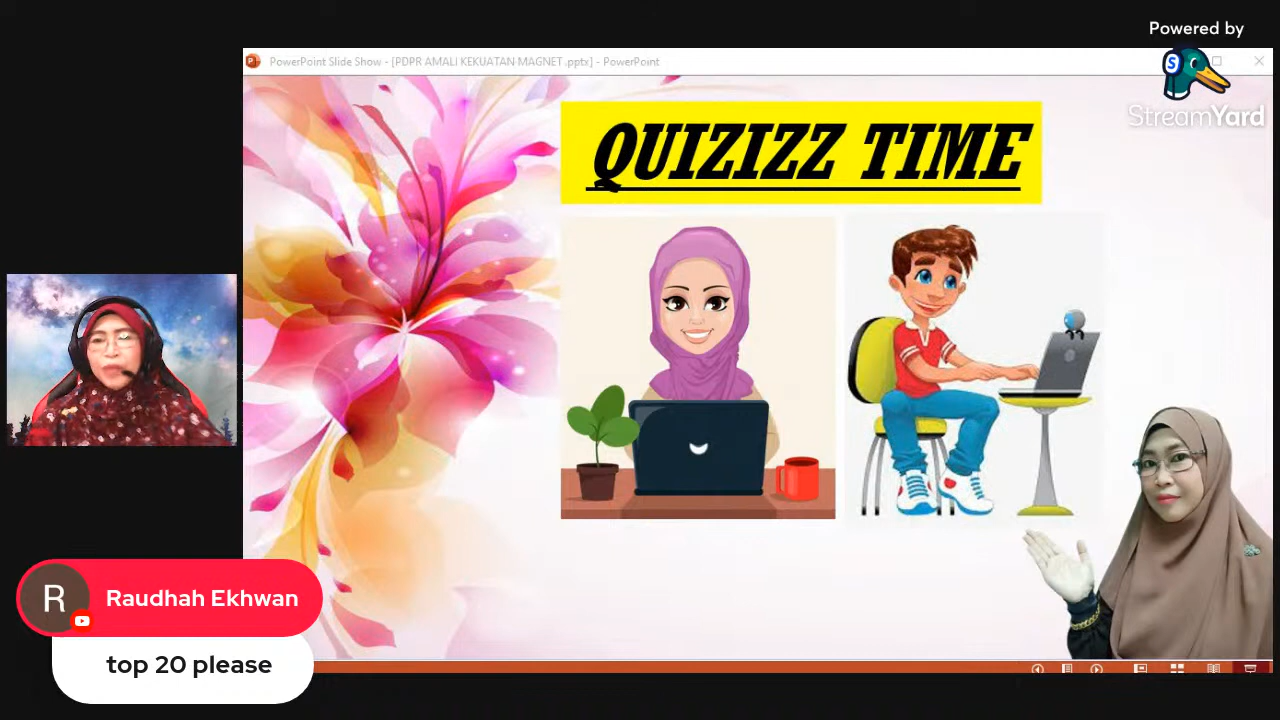 Powered by
StreamYard
PowerPoint Slide Show - [PDPR AMALI KEKUATAN MAGNET .pptx] - PowerPoint
QUIZIZZ TIME
R
Raudhah Ekhwan
top 20 please